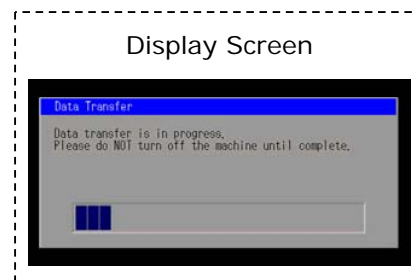 Display Screen
Data Transfer
Data transfer is in progress.
Please do NOT turn off the machine until complete.